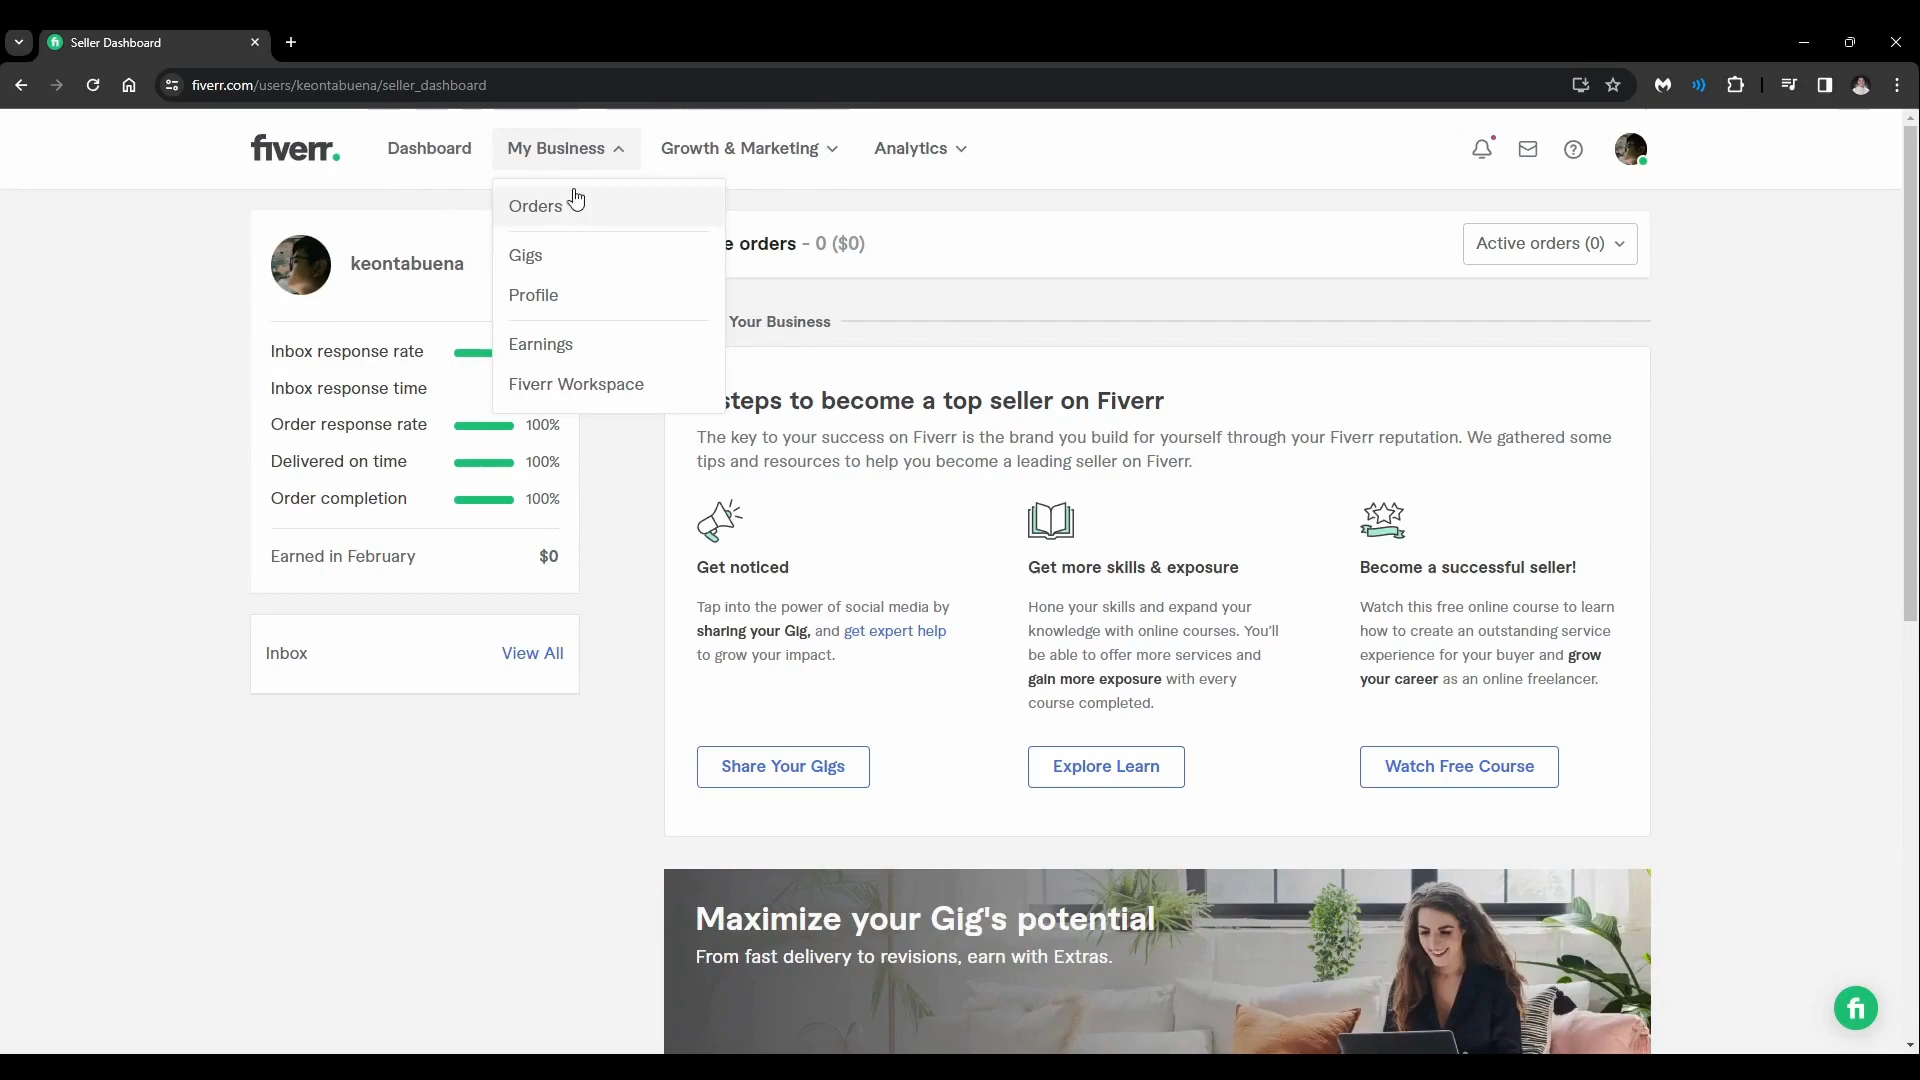 Seller Dashboard
fiverr.com/users/keontabuena/seller_dashboard
fiverr.
Dashboard
My Business
Growth & Marketing
Analytics
Orders
Gigs
Profile
Earnings
Fiverr Workspace
keontabuena
Inbox response rate
Inbox response time
Order response rate 100%
Delivered on time 100%
Order completion 100%
Earned in February $0
Inbox View All
orders - 0 ($0)
Active orders (0)
Your Business
steps to become a top seller on Fiverr
The key to your success on Fiverr is the brand you build for yourself through your Fiverr reputation. We gathered some
tips and resources to help you become a leading seller on Fiverr.
Get noticed
Tap into the power of social media by
sharing your Gig, and get expert help
to grow your impact.
Share Your Gigs
Get more skills & exposure
Hone your skills and expand your
knowledge with online courses. You'll
be able to offer more services and
gain more exposure with every
course completed.
Explore Learn
Become a successful seller!
Watch this free online course to learn
how to create an outstanding service
experience for your buyer and grow
your career as an online freelancer.
Watch Free Course
Maximize your Gig's potential
From fast delivery to revisions, earn with Extras.
fi